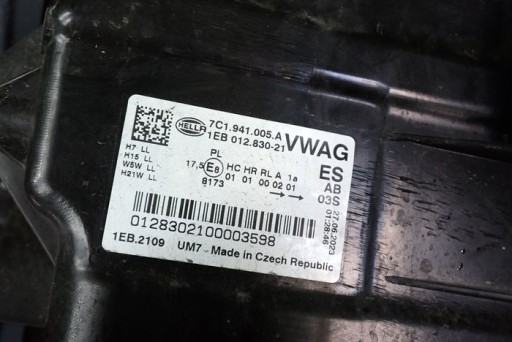 HELLA
7C1.941.005.A
1EB 012.830-21
VWAG
H7 LL
H15 LL
W5W LL
H21W LL
PL
17,5 E8 HC HR RL A 1a
01 01 00 02 01
8173
ES
AB
03S
27.06.2023
01:28:46
0128302100003598
1EB.2109 UM7 - Made in Czech Republic